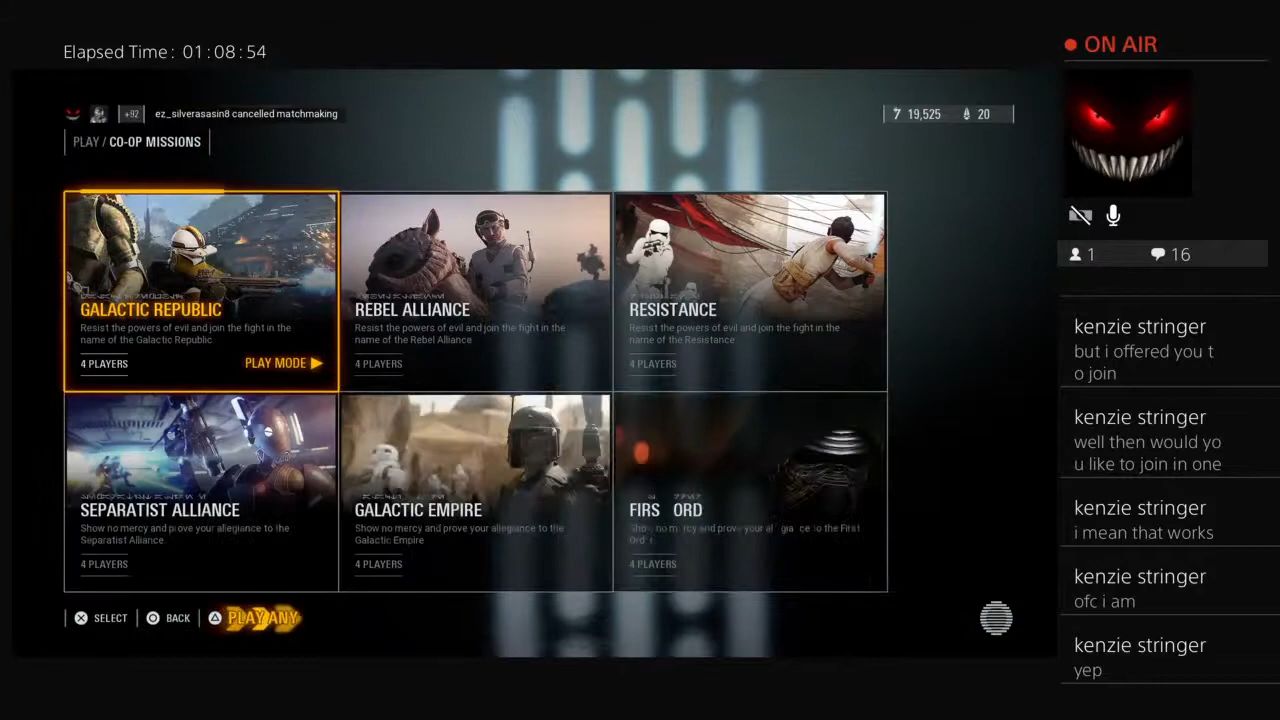 Elapsed Time: 01:08:54
ON AIR
+92 ez_silverasasin8 cancelled matchmaking
19,525 20
PLAY / CO-OP MISSIONS
1 16
GALACTIC REPUBLIC
Resist the powers of evil and join the fight in the
name of the Galactic Republic
4 PLAYERS
PLAY MODE
REBEL ALLIANCE
Resist the powers of evil and join the fight in the
name of the Rebel Alliance
4 PLAYERS
RESISTANCE
Resist the powers of evil and join the fight in the
name of the Resistance
4 PLAYERS
SEPARATIST ALLIANCE
Show no mercy and prove your allegiance to the
Separatist Alliance
4 PLAYERS
GALACTIC EMPIRE
Show no mercy and prove your allegiance to the
Galactic Empire
4 PLAYERS
FIRS ORD
4 PLAYERS
SELECT BACK PLAY ANY
kenzie stringer
but i offered you t
o join
kenzie stringer
well then would yo
u like to join in one
kenzie stringer
i mean that works
kenzie stringer
ofc i am
kenzie stringer
yep